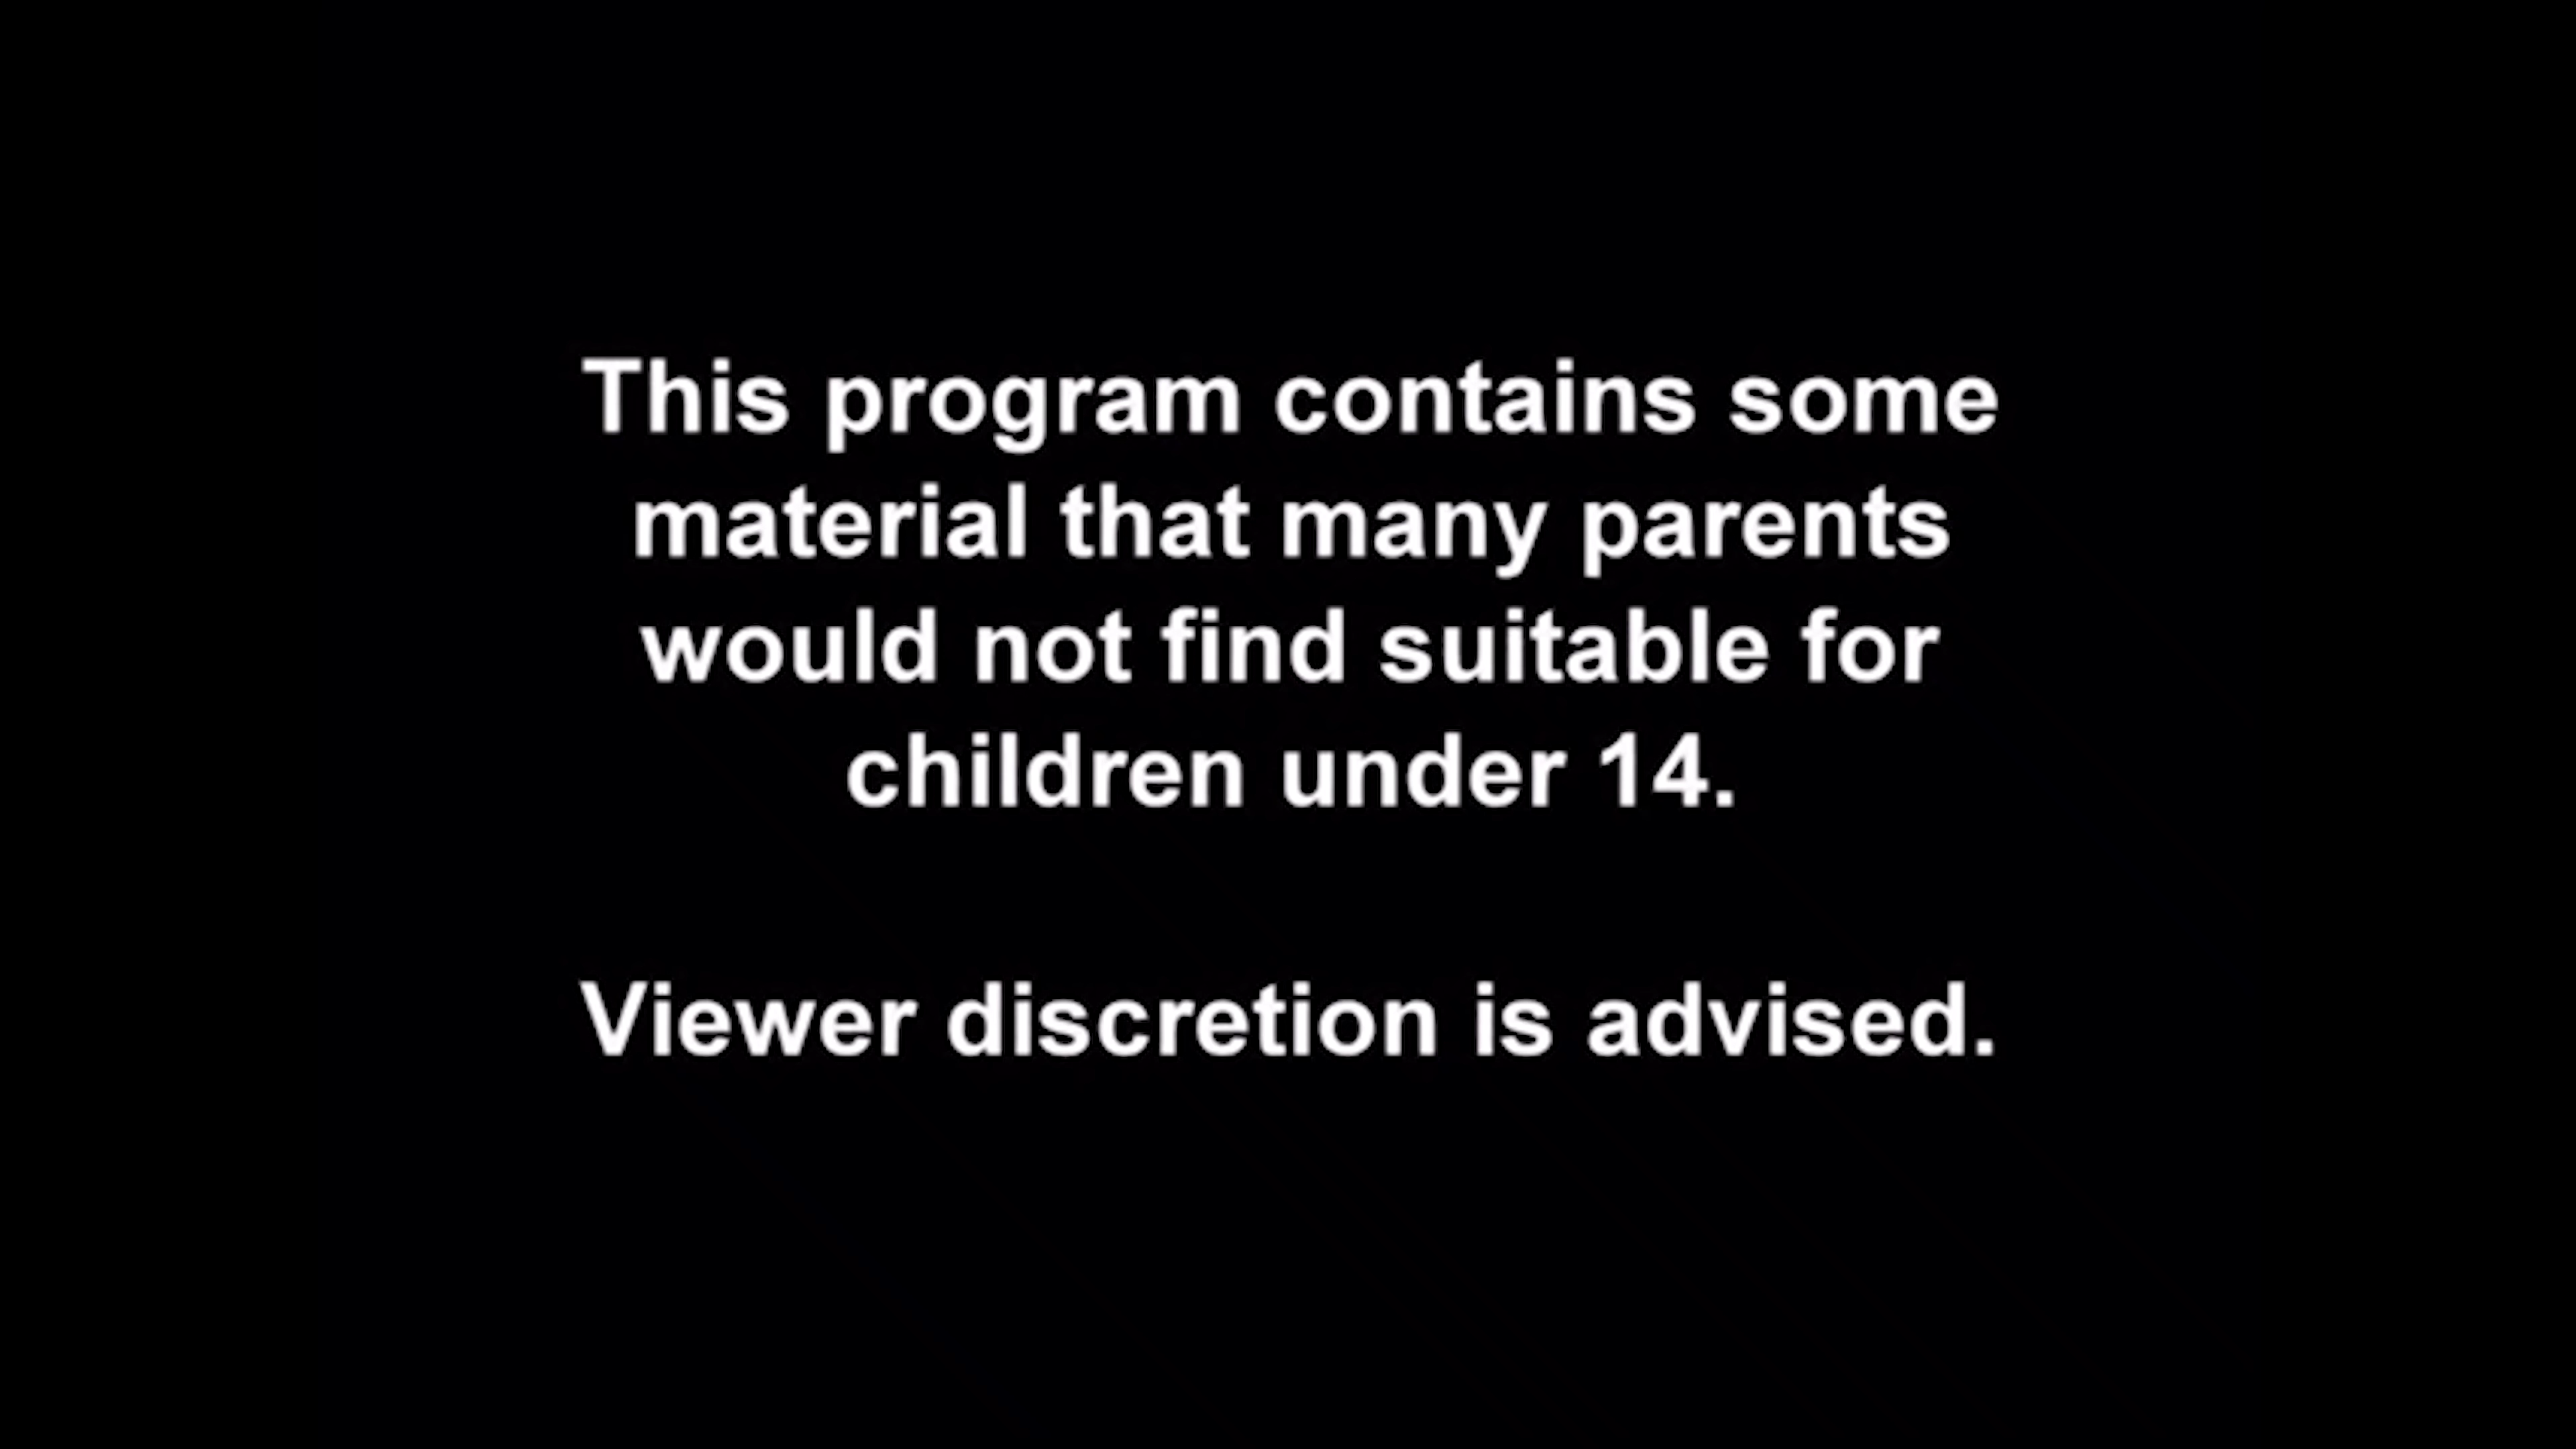 This program contains some
material that many parents
would not find suitable for
children under 14.
Viewer discretion is advised.